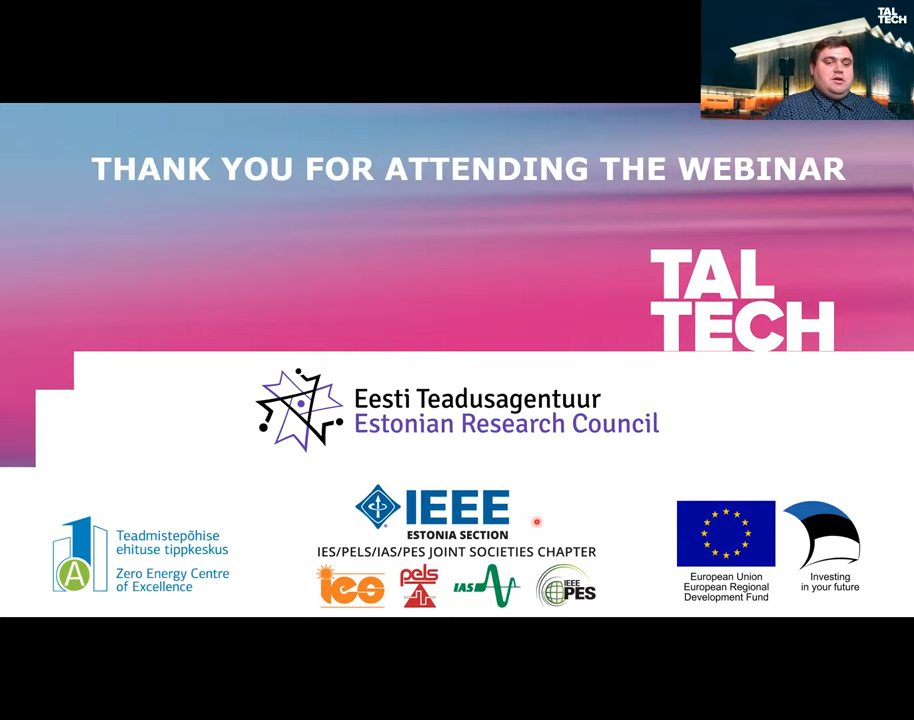 TAL
TECH
THANK YOU FOR ATTENDING THE WEBINAR
TAL
TECH
Eesti Teadusagentuur
Estonian Research Council
IEEE
ESTONIA SECTION
IES/PELS/IAS/PES JOINT SOCIETIES CHAPTER
ies
pels
IAS
IEEE
PES
A
Teadmistepõhise
ehituse tippkeskus
Zero Energy Centre
of Excellence
European Union
European Regional
Development Fund
Investing
in your future